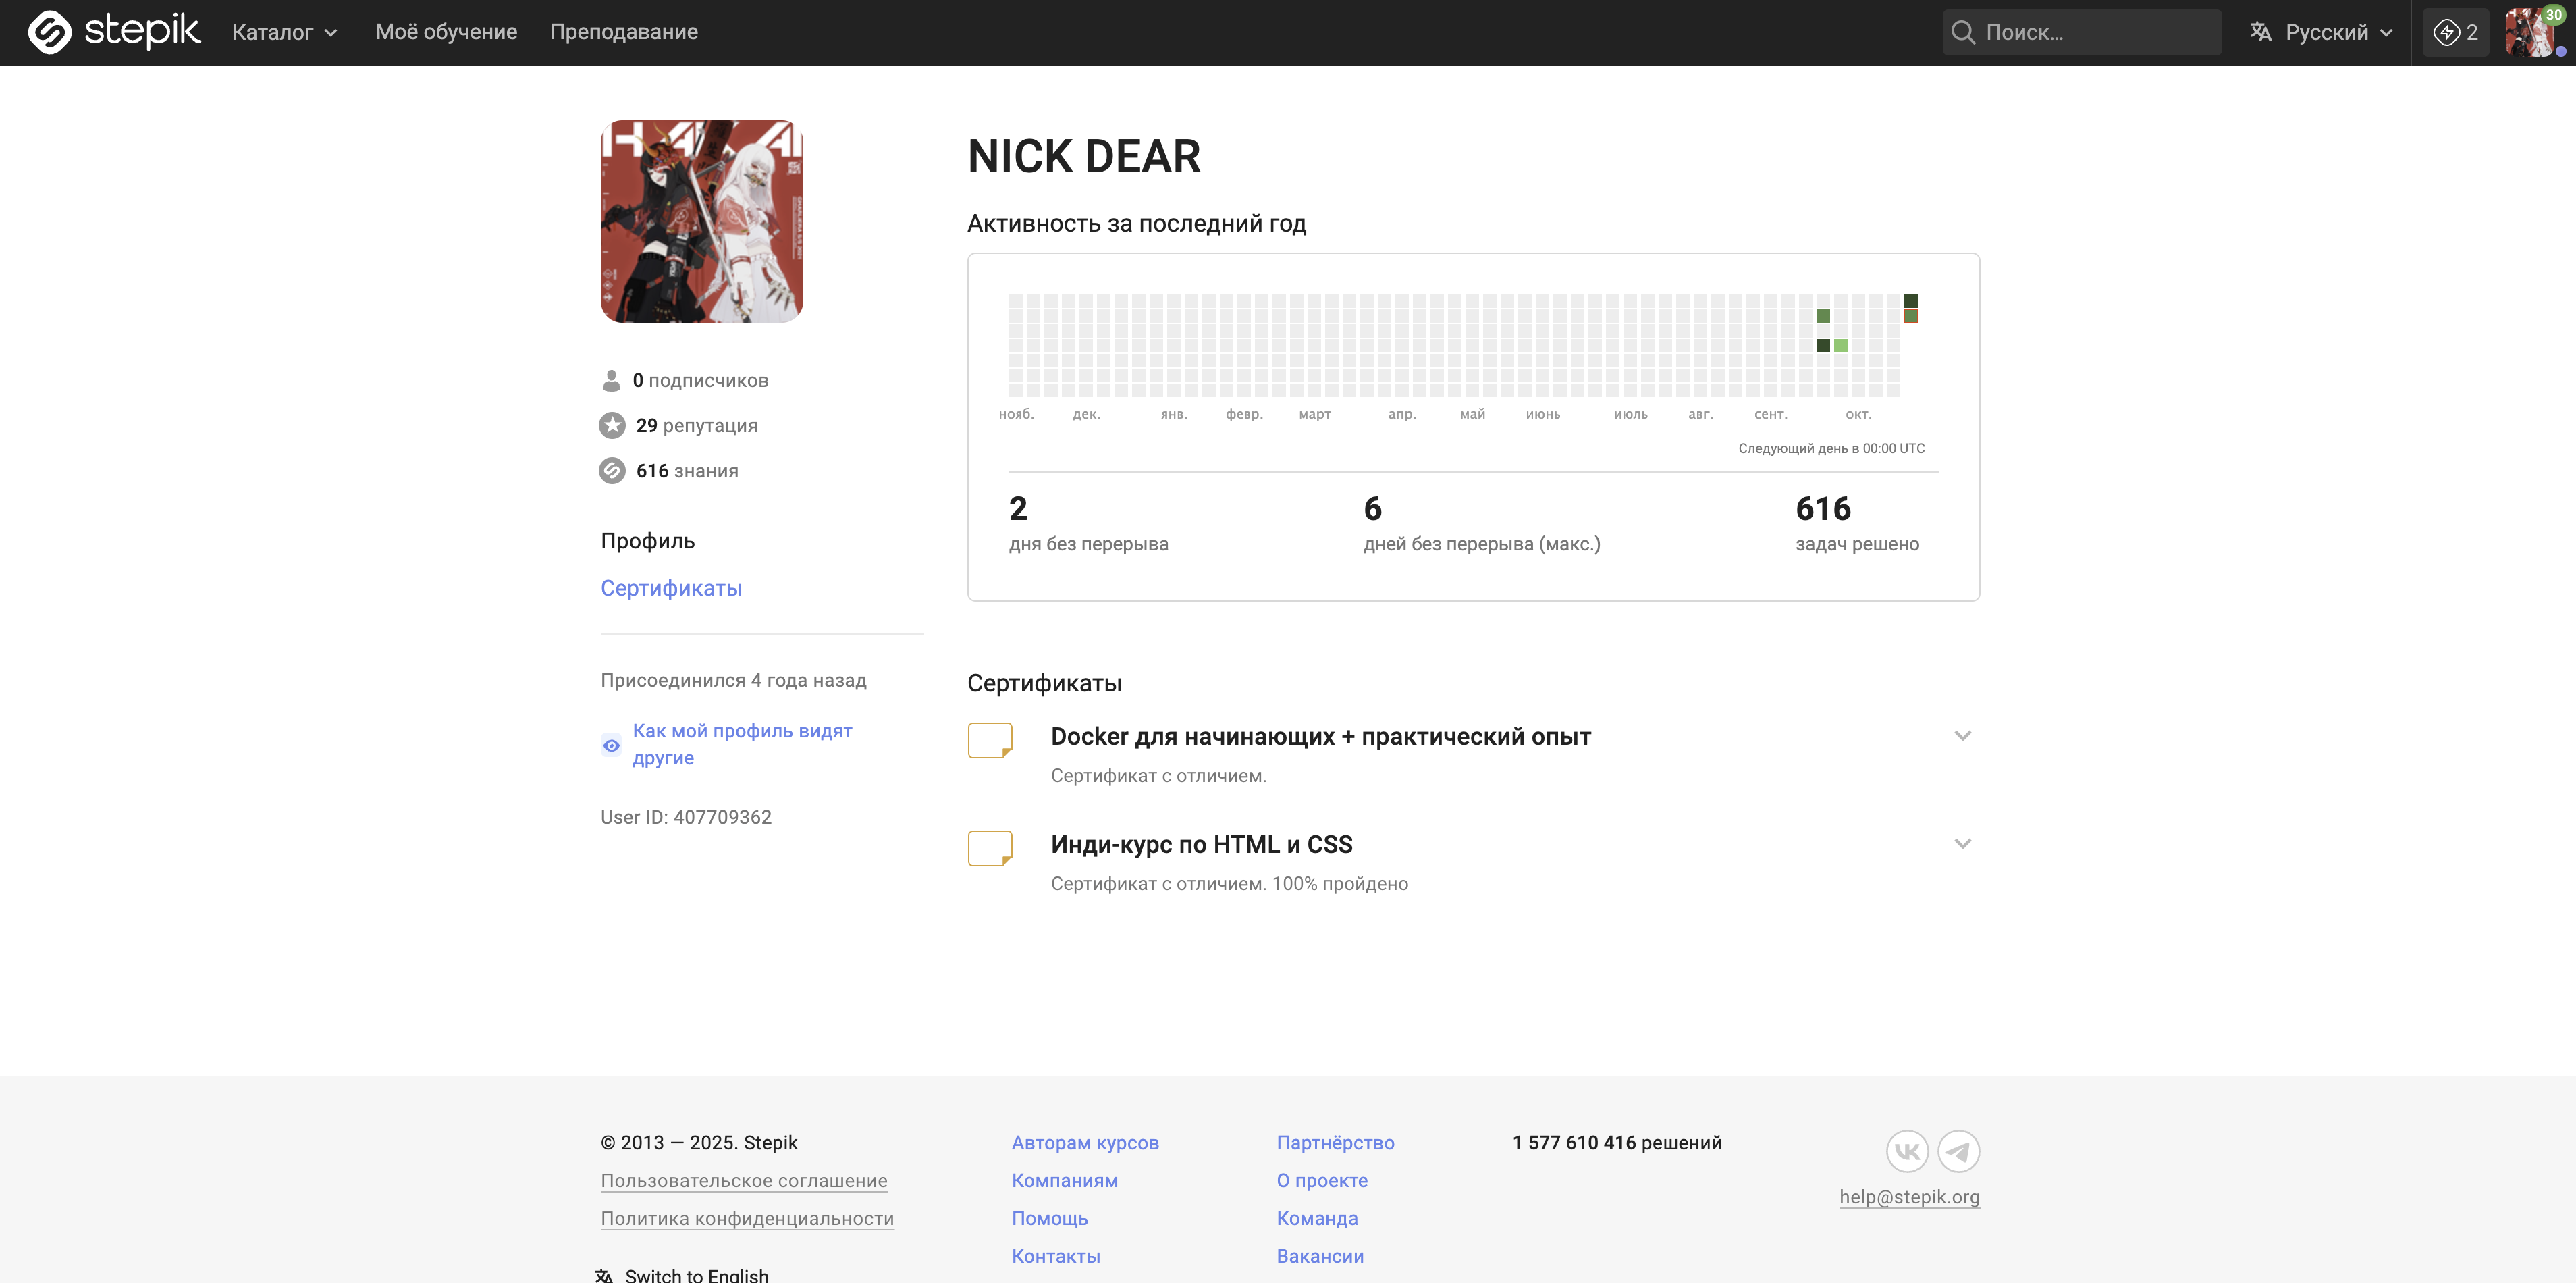 stepik
Каталог
Моё обучение
Преподавание
Поиск...
Русский
2
30
NICK DEAR
Активность за последний год
нояб. дек. янв. февр. март апр. май июнь июль авг. сент. окт.
Следующий день в 00:00 UTC
2
дня без перерыва
6
дней без перерыва (макс.)
616
задач решено
0 подписчиков
29 репутация
616 знания
Профиль
Сертификаты
Присоединился 4 года назад
Как мой профиль видят
другие
User ID: 407709362
Сертификаты
Docker для начинающих + практический опыт
Сертификат с отличием.
Инди-курс по HTML и CSS
Сертификат с отличием. 100% пройдено
© 2013 — 2025. Stepik
Пользовательское соглашение
Политика конфиденциальности
Switch to English
Авторам курсов
Компаниям
Помощь
Контакты
Партнёрство
О проекте
Команда
Вакансии
1 577 610 416 решений
help@stepik.org